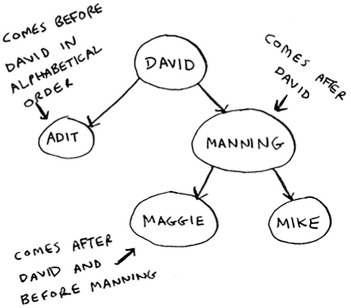 COMES BEFORE
DAVID IN
ALPHABETICAL
ORDER
DAVID
COMES AFTER
DAVID
ADIT
MANNING
MAGGIE
MIKE
COMES AFTER
DAVID AND
BEFORE MANNING